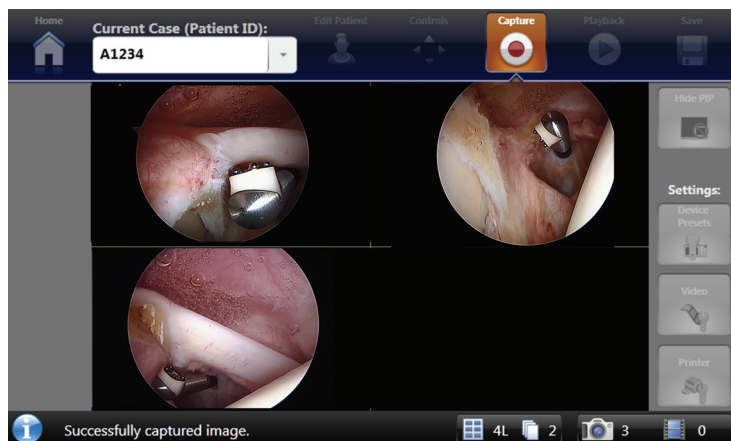 Home
Current Case (Patient ID):
Edit Patient
Controls
Capture
Playback
Save
A1234
Hide PIP
Settings:
Device
Presets
Video
Printer
Successfully captured image.
4L
2
3
0